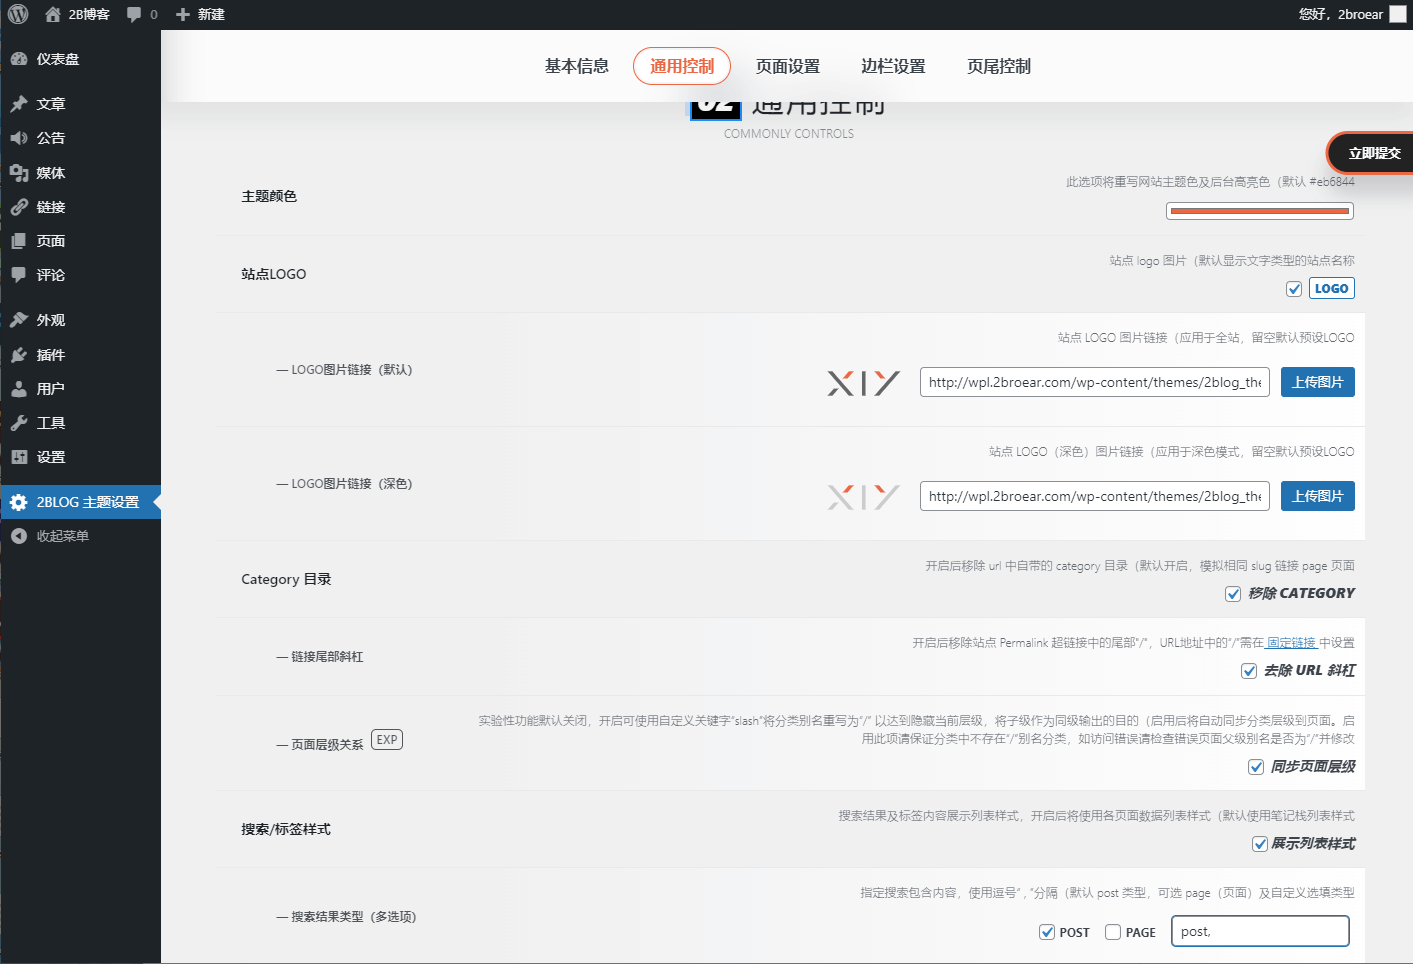 2B博客
0
新建
您好，2broear
仪表盘
文章
公告
媒体
链接
页面
评论
外观
插件
用户
工具
设置
2BLOG 主题设置
收起菜单
基本信息
通用控制
页面设置
边栏设置
页尾控制
02 通用控制
COMMONLY CONTROLS
立即提交
主题颜色
此选项将重写网站主题色及后台高亮色（默认 #eb6844
站点LOGO
站点 logo 图片（默认显示文字类型的站点名称
LOGO
— LOGO图片链接（默认）
站点 LOGO 图片链接（应用于全站，留空默认预设LOGO
XIY
http://wpl.2broear.com/wp-content/themes/2blog_the
上传图片
— LOGO图片链接（深色）
站点 LOGO（深色）图片链接（应用于深色模式，留空默认预设LOGO
XIY
http://wpl.2broear.com/wp-content/themes/2blog_the
上传图片
Category 目录
开启后移除 url 中自带的 category 目录（默认开启，模拟相同 slug 链接 page 页面
移除 CATEGORY
— 链接尾部斜杠
开启后移除站点 Permalink 超链接中的尾部"/"，URL地址中的"/"需在 固定链接 中设置
去除 URL 斜杠
— 页面层级关系 EXP
实验性功能默认关闭，开启可使用自定义关键字"slash"将分类别名重写为"/" 以达到隐藏当前层级，将子级作为同级输出的目的（启用后将自动同步分类层级到页面。启
用此项请保证分类中不存在"/"别名分类，如访问错误请检查错误页面父级别名是否为"/"并修改
同步页面层级
搜索/标签样式
搜索结果及标签内容展示列表样式，开启后将使用各页面数据列表样式（默认使用笔记栈列表样式
展示列表样式
— 搜索结果类型（多选项）
指定搜索包含内容，使用逗号" , "分隔（默认 post 类型，可选 page（页面）及自定义选填类型
POST
PAGE
post,